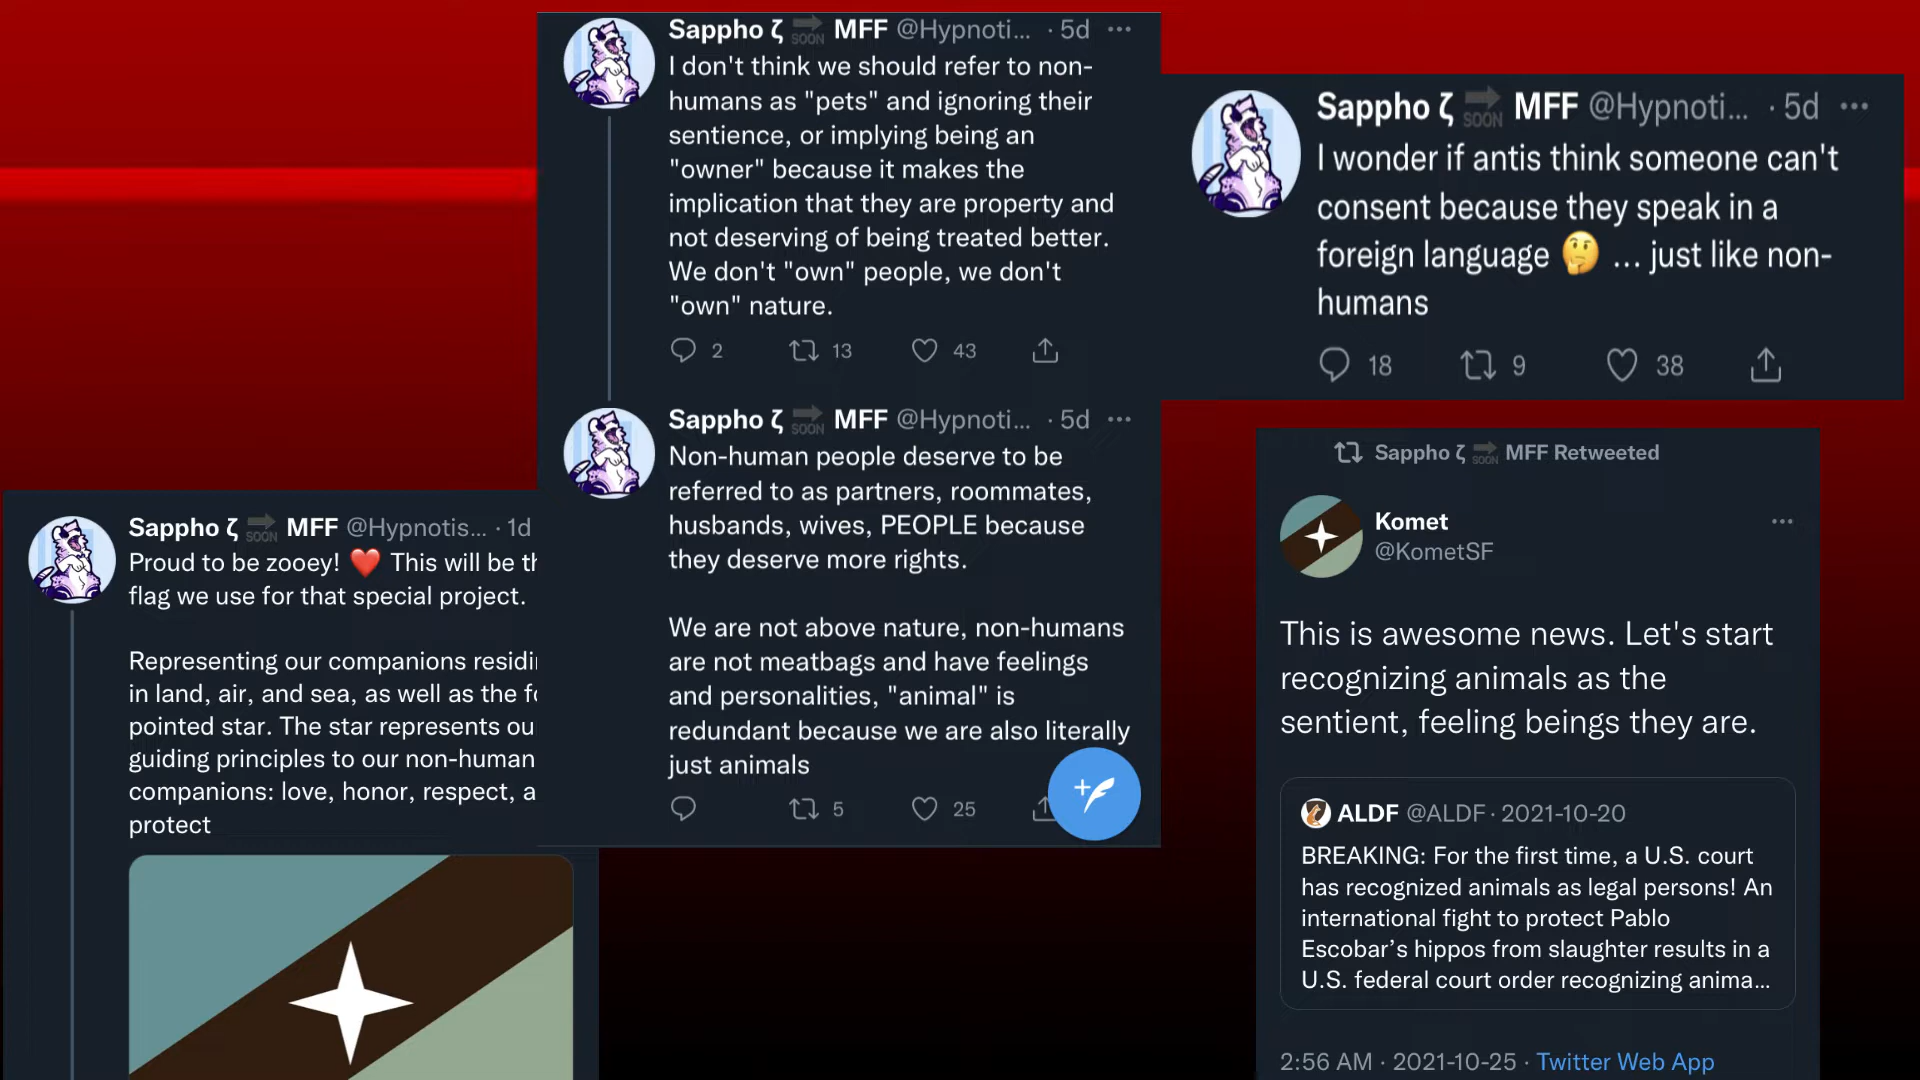 Sappho ζ 🔜 MFF @Hypnoti... · 5d ···
I don't think we should refer to non-
humans as "pets" and ignoring their
sentience, or implying being an
"owner" because it makes the
implication that they are property and
not deserving of being treated better.
We don't "own" people, we don't
"own" nature.
2 13 43
Sappho ζ 🔜 MFF @Hypnoti... · 5d ···
Non-human people deserve to be
referred to as partners, roommates,
husbands, wives, PEOPLE because
they deserve more rights.
We are not above nature, non-humans
are not meatbags and have feelings
and personalities, "animal" is
redundant because we are also literally
just animals
5 25
Sappho ζ 🔜 MFF @Hypnoti... · 5d ···
I wonder if antis think someone can't
consent because they speak in a
foreign language 🤔 ... just like non-
humans
18 9 38
Sappho ζ 🔜 MFF @Hypnotis... · 1d
Proud to be zooey! ❤️ This will be
flag we use for that special project.
Representing our companions
in land, air, and sea, as well as the
pointed star. The star represents
guiding principles to our non-human
companions: love, honor, respect,
protect
Sappho ζ 🔜 MFF Retweeted
Komet ···
@KometSF
This is awesome news. Let's start
recognizing animals as the
sentient, feeling beings they are.
ALDF @ALDF · 2021-10-20
BREAKING: For the first time, a U.S. court
has recognized animals as legal persons! An
international fight to protect Pablo
Escobar’s hippos from slaughter results in a
U.S. federal court order recognizing anima...
2:56 AM · 2021-10-25 · Twitter Web App